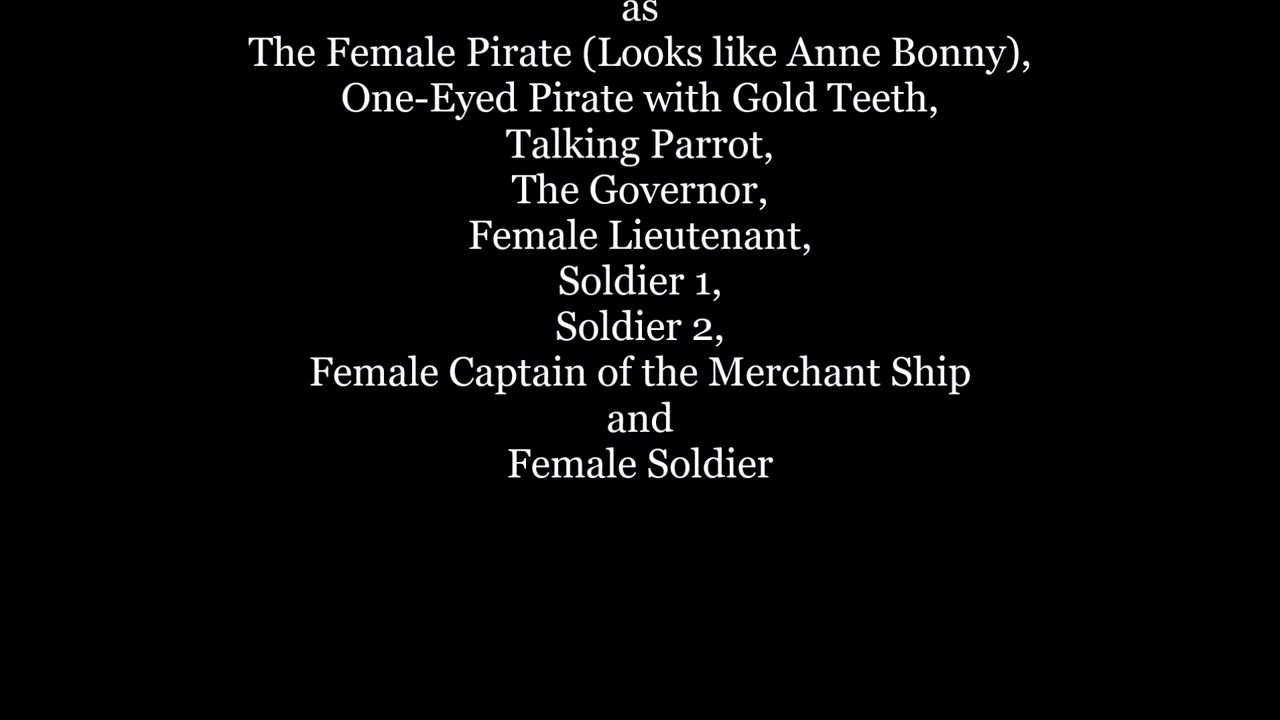 as
The Female Pirate (Looks like Anne Bonny),
One-Eyed Pirate with Gold Teeth,
Talking Parrot,
The Governor,
Female Lieutenant,
Soldier 1,
Soldier 2,
Female Captain of the Merchant Ship
and
Female Soldier